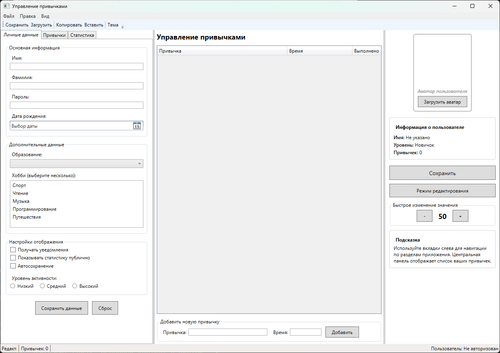 Управление привычками
Файл Правка Вид
Сохранить Загрузить Копировать Вставить Тема
Личные данные Привычки Статистика
Основная информация
Имя:
Фамилия:
Пароль:
Дата рождения:
Выбор даты
15
Дополнительные данные
Образование:
Хобби (выберите несколько):
Спорт
Чтение
Музыка
Программирование
Путешествия
Настройки отображения
Получать уведомления
Показывать статистику публично
Автосохранение
Уровень активности:
Низкий Средний Высокий
Сохранить данные Сброс
Управление привычками
Привычка Время Выполнено
Добавить новую привычку
Привычка: Время: Добавить
Аватар пользователя
Загрузить аватар
Информация о пользователе
Имя: Не указано
Уровень: Новичок
Привычек: 0
Сохранить
Режим редактирования
Быстрое изменение значения
- 50 +
Подсказка
Используйте вкладки слева для навигации
по разделам приложения. Центральная
панель отображает список ваших привычек.
Редакт Привычек: 0 Пользователь: Не авторизован